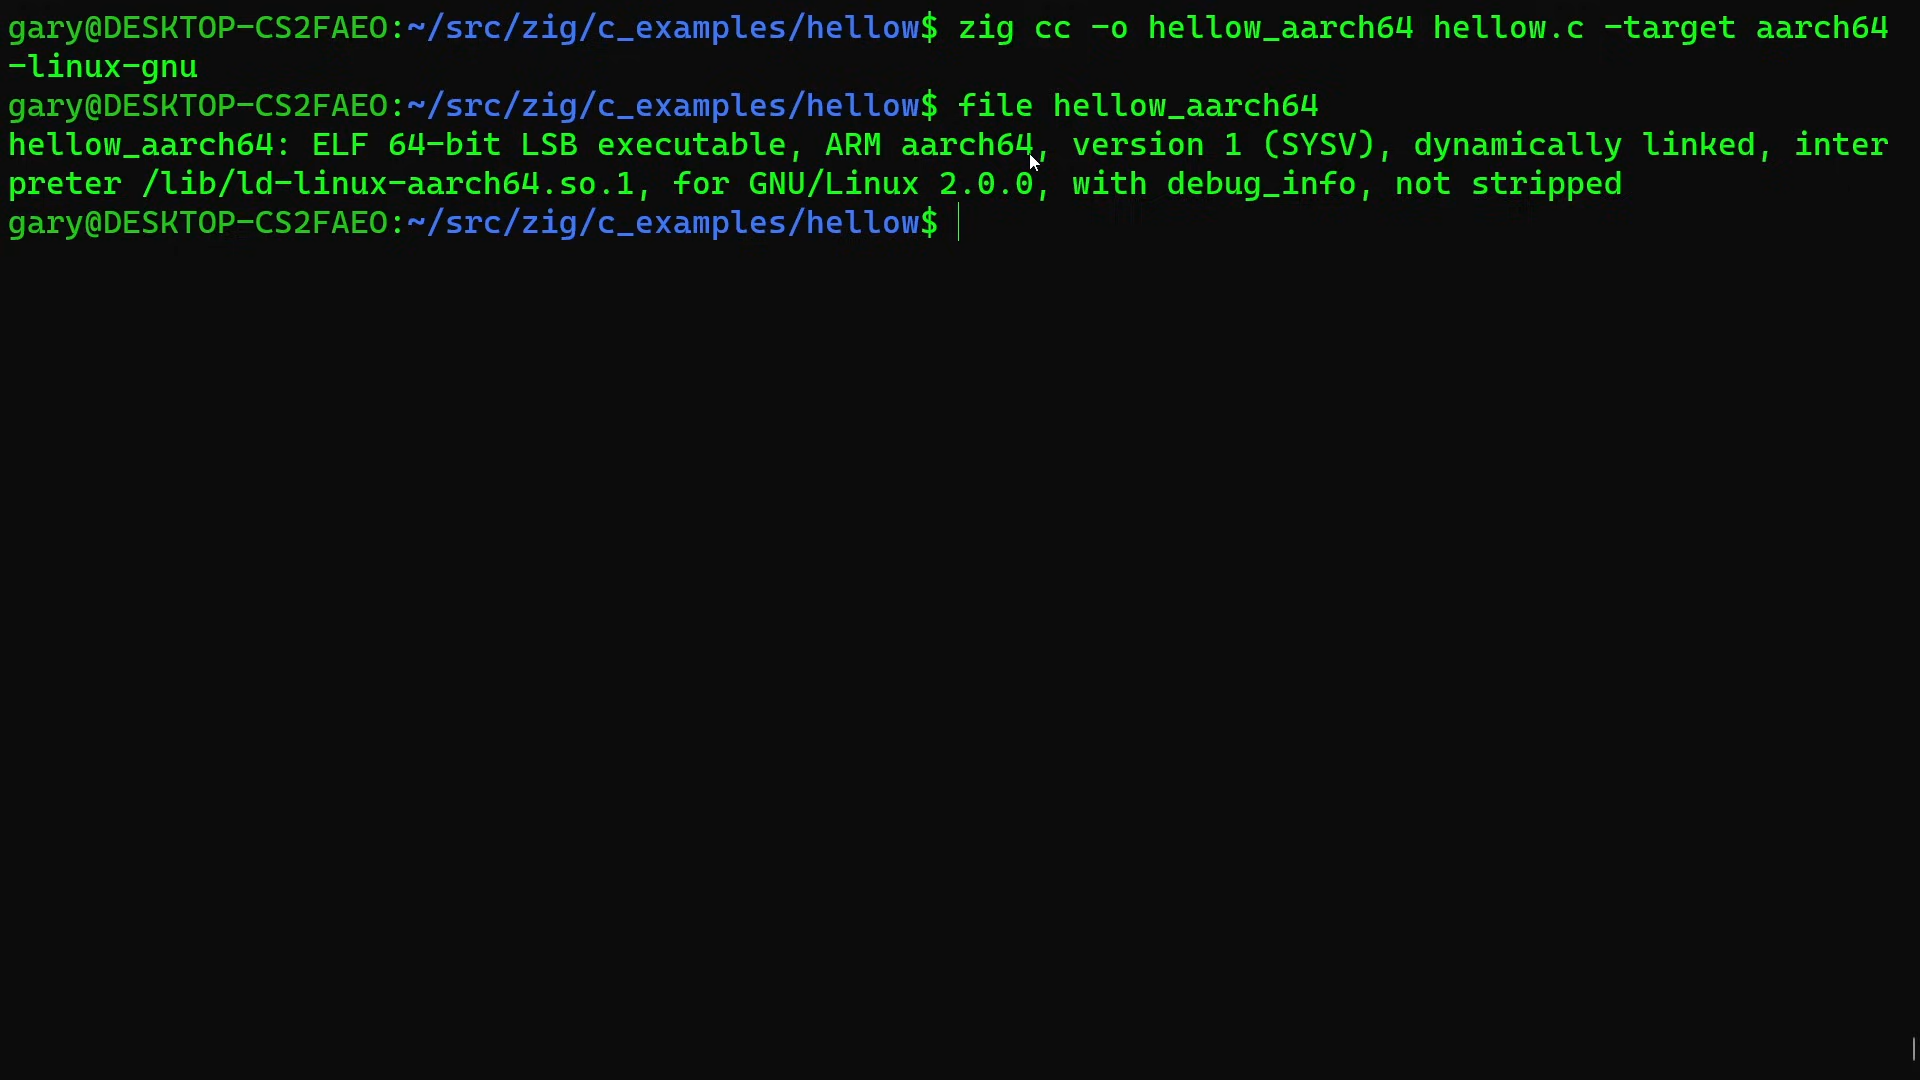 gary@DESKTOP-CS2FAEO:~/src/zig/c_examples/hellow$ zig cc -o hellow_aarch64 hellow.c -target aarch64
-linux-gnu
gary@DESKTOP-CS2FAEO:~/src/zig/c_examples/hellow$ file hellow_aarch64
hellow_aarch64: ELF 64-bit LSB executable, ARM aarch64, version 1 (SYSV), dynamically linked, inter
preter /lib/ld-linux-aarch64.so.1, for GNU/Linux 2.0.0, with debug_info, not stripped
gary@DESKTOP-CS2FAEO:~/src/zig/c_examples/hellow$